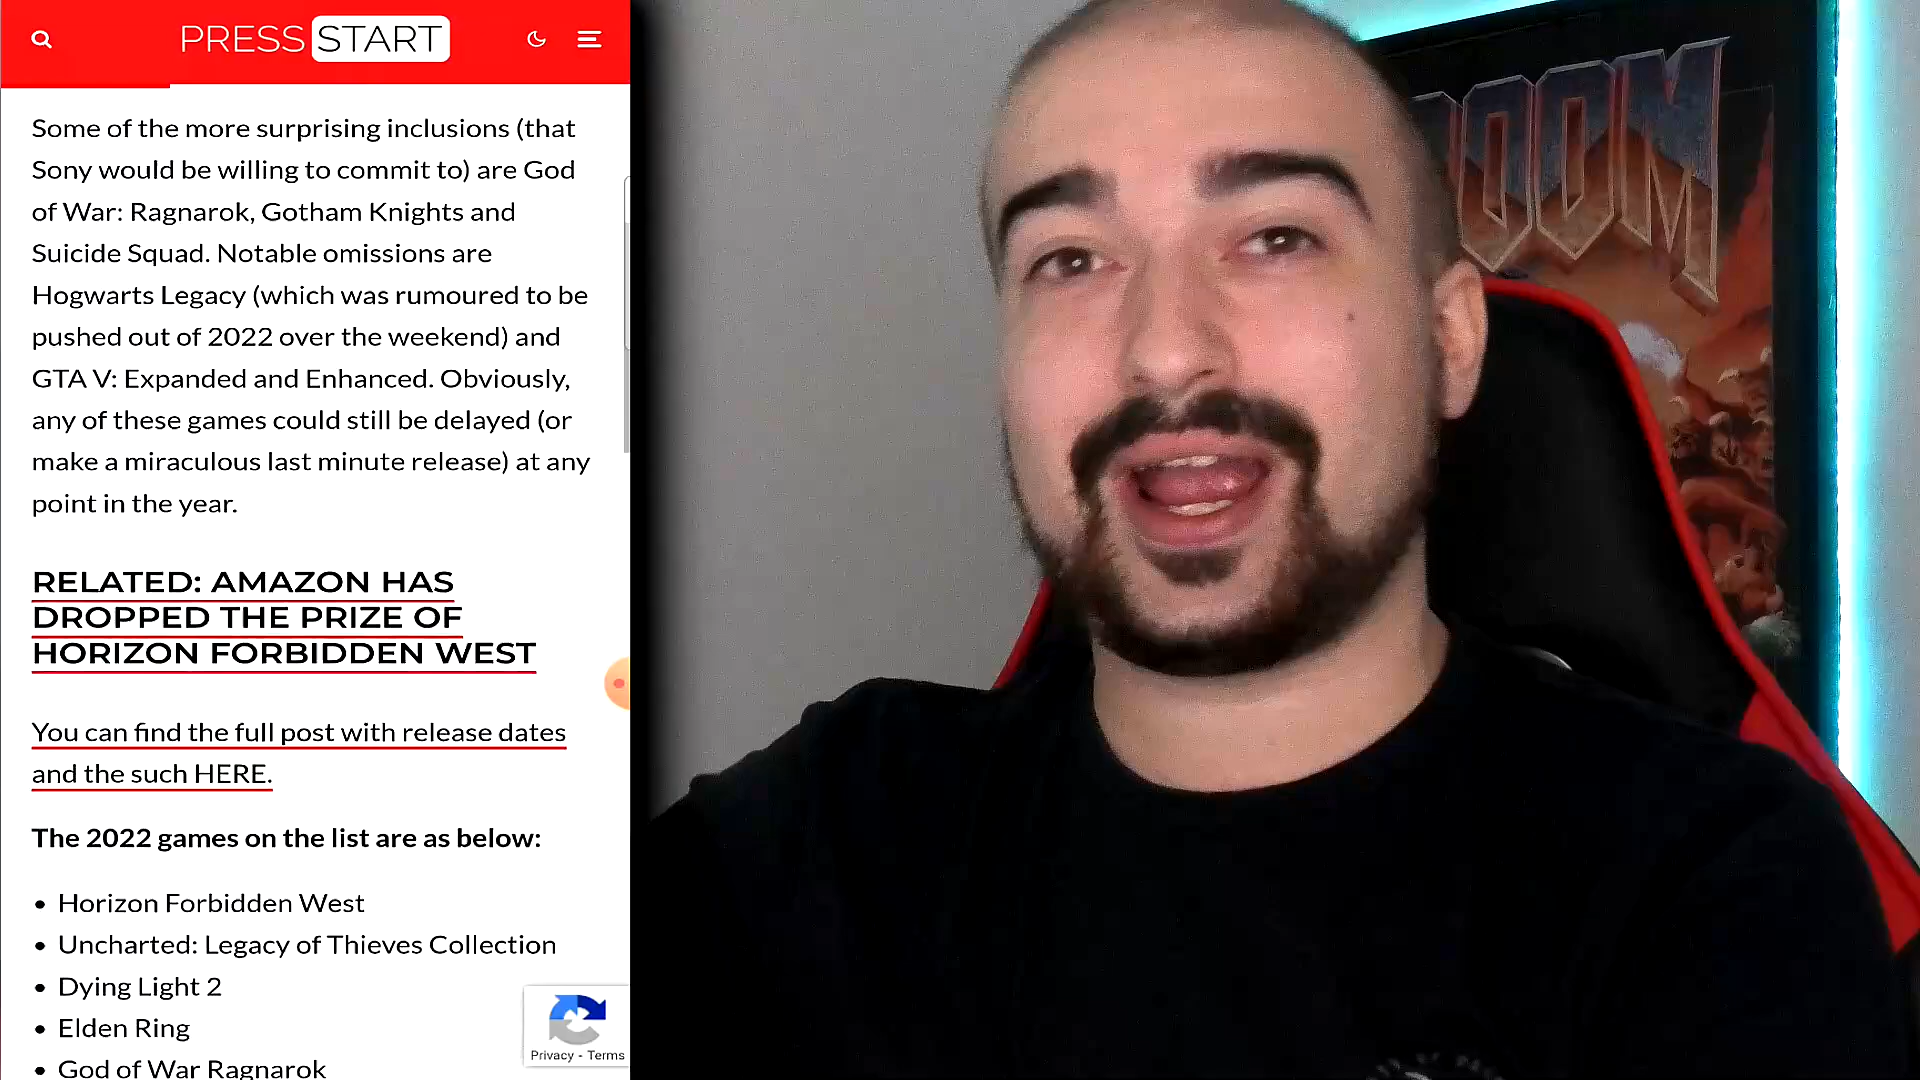 PRESS START
Some of the more surprising inclusions (that
Sony would be willing to commit to) are God
of War: Ragnarok, Gotham Knights and
Suicide Squad. Notable omissions are
Hogwarts Legacy (which was rumoured to be
pushed out of 2022 over the weekend) and
GTA V: Expanded and Enhanced. Obviously,
any of these games could still be delayed (or
make a miraculous last minute release) at any
point in the year.
RELATED: AMAZON HAS
DROPPED THE PRIZE OF
HORIZON FORBIDDEN WEST
You can find the full post with release dates
and the such HERE.
The 2022 games on the list are as below:
• Horizon Forbidden West
• Uncharted: Legacy of Thieves Collection
• Dying Light 2
• Elden Ring
• God of War Ragnarok
Privacy - Terms
DOOM